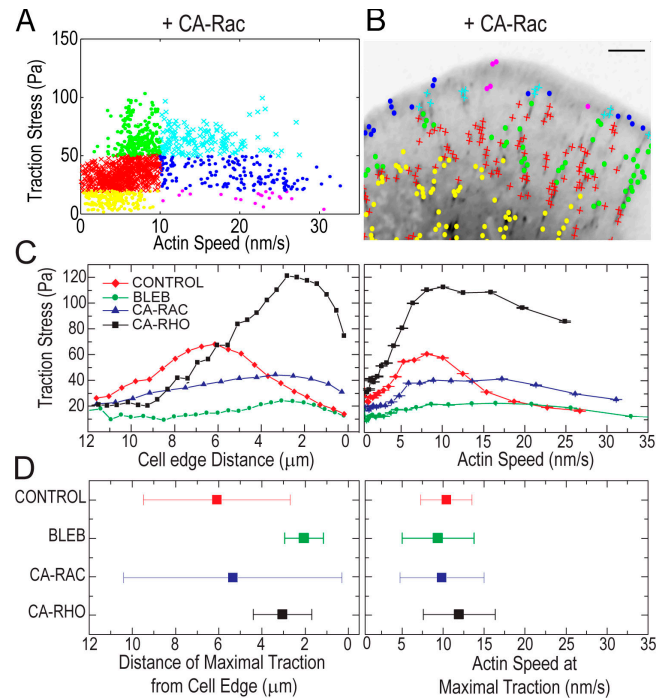 A
+ CA-Rac
B
+ CA-Rac
Traction Stress (Pa)
150
100
50
0
0
10
20
30
Actin Speed (nm/s)
C
Traction Stress (Pa)
120
100
80
60
40
20
CONTROL
BLEB
CA-RAC
CA-RHO
12
10
8
6
4
2
0
Cell edge Distance (μm)
0
5
10
15
20
25
30
35
Actin Speed (nm/s)
D
CONTROL
BLEB
CA-RAC
CA-RHO
12
10
8
6
4
2
0
Distance of Maximal Traction
from Cell Edge (μm)
0
5
10
15
20
25
30
35
Actin Speed at
Maximal Traction (nm/s)